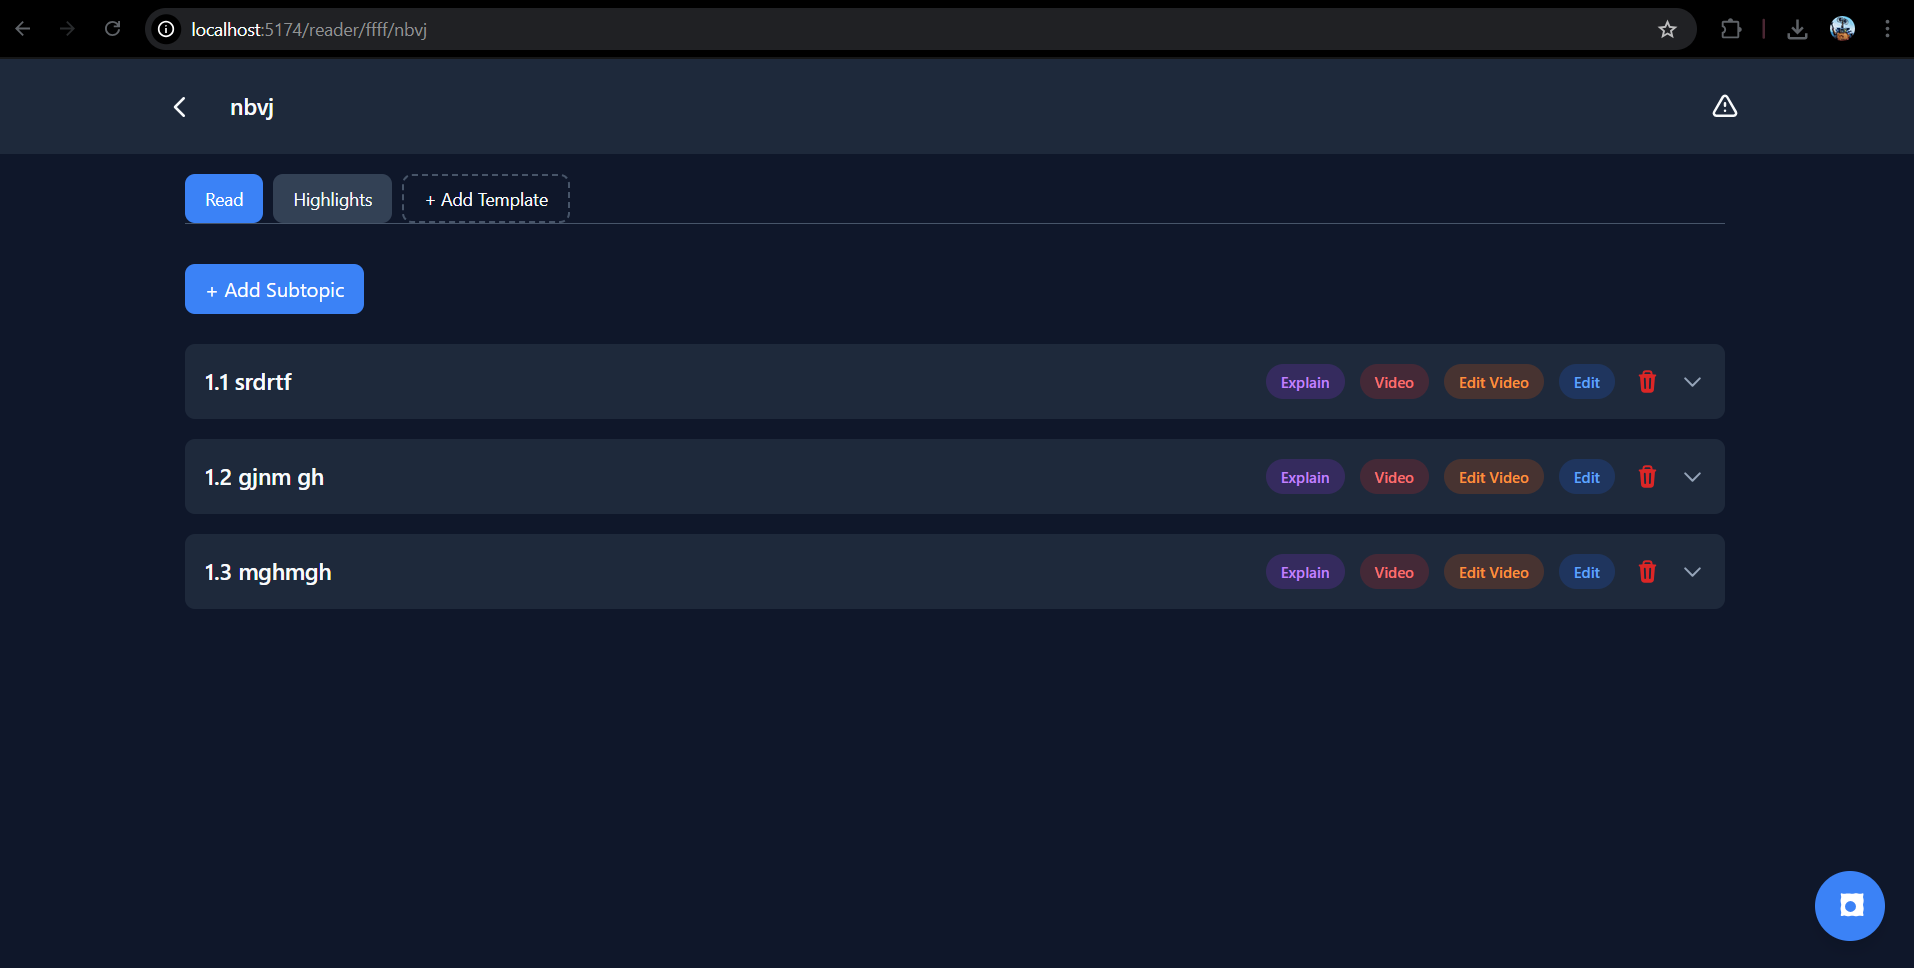 localhost:5174/reader/ffff/nbvj
nbvj
Read Highlights + Add Template
+ Add Subtopic
1.1 srdrtf Explain Video Edit Video Edit
1.2 gjnm gh Explain Video Edit Video Edit
1.3 mghmgh Explain Video Edit Video Edit